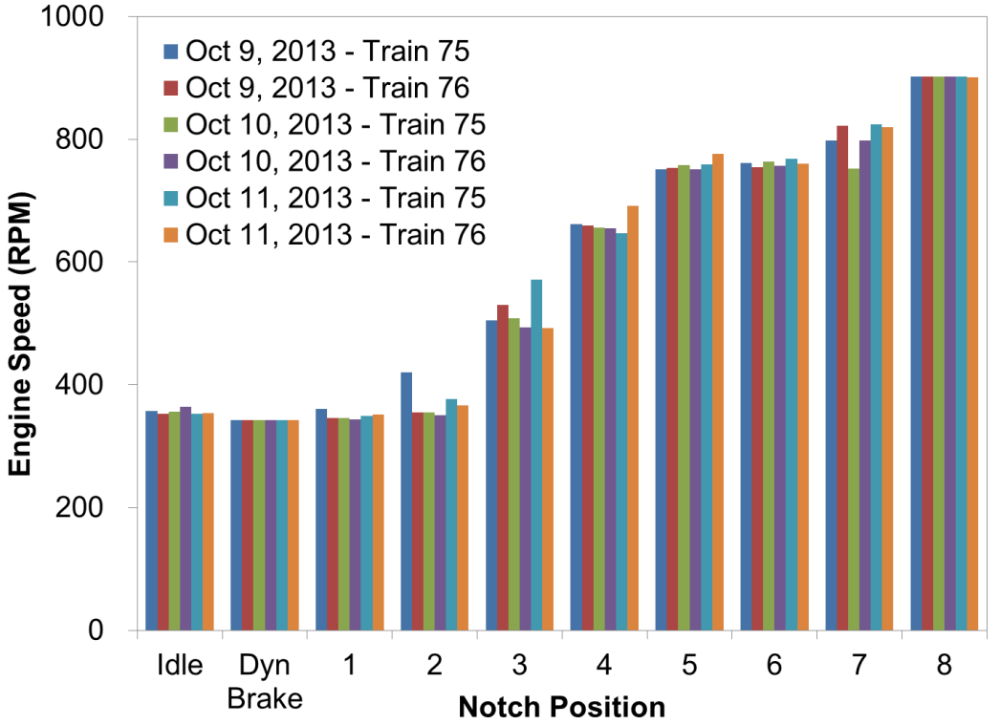 1000
800
600
400
200
0
Engine Speed (RPM)
Oct 9, 2013 - Train 75
Oct 9, 2013 - Train 76
Oct 10, 2013 - Train 75
Oct 10, 2013 - Train 76
Oct 11, 2013 - Train 75
Oct 11, 2013 - Train 76
Idle
Dyn
Brake
1
2
3
4
5
6
7
8
Notch Position